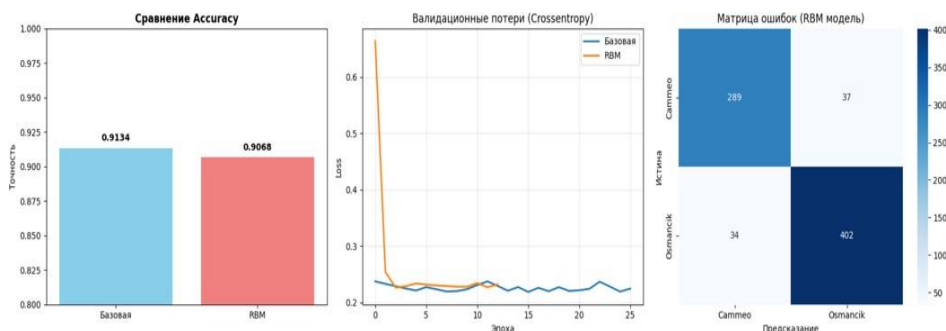 Сравнение Accuracy
1.000
0.975
0.950
0.925
0.900
0.875
0.850
0.825
0.800
Точность
0.9134
0.9068
Базовая
RBM
Валидационные потери (Crossentropy)
Базовая
RBM
0.6
0.5
0.4
0.3
0.2
Loss
0
5
10
15
20
25
Эпоха
Матрица ошибок (RBM модель)
Cammeo
Osmancik
Истина
289
37
34
402
Cammeo
Osmancik
Предсказание
400
350
300
250
200
150
100
50